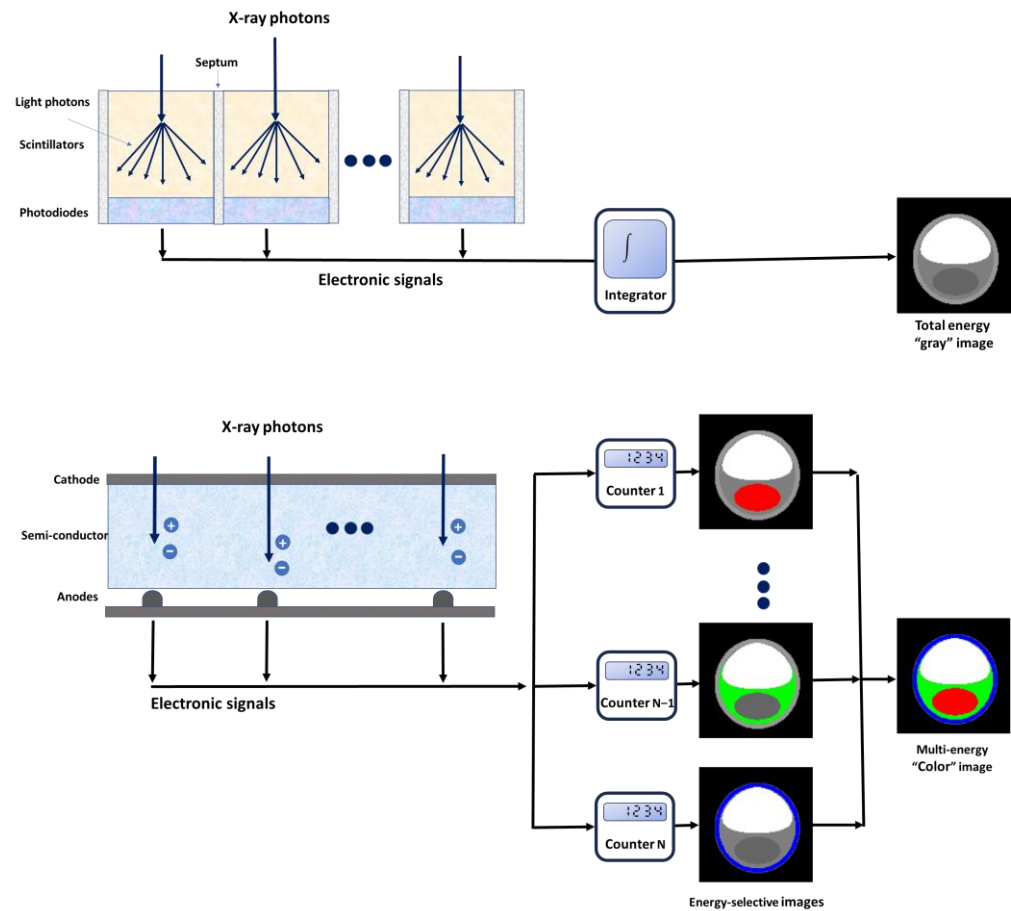 X-ray photons
Septum
Light photons
Scintillators
Photodiodes
Electronic signals
∫
Integrator
Total energy
“gray” image
X-ray photons
Cathode
Semi-conductor
+
−
+
−
+
−
Anodes
Electronic signals
1234
Counter 1
1234
Counter N−1
1234
Counter N
Energy-selective images
Multi-energy
“Color” image